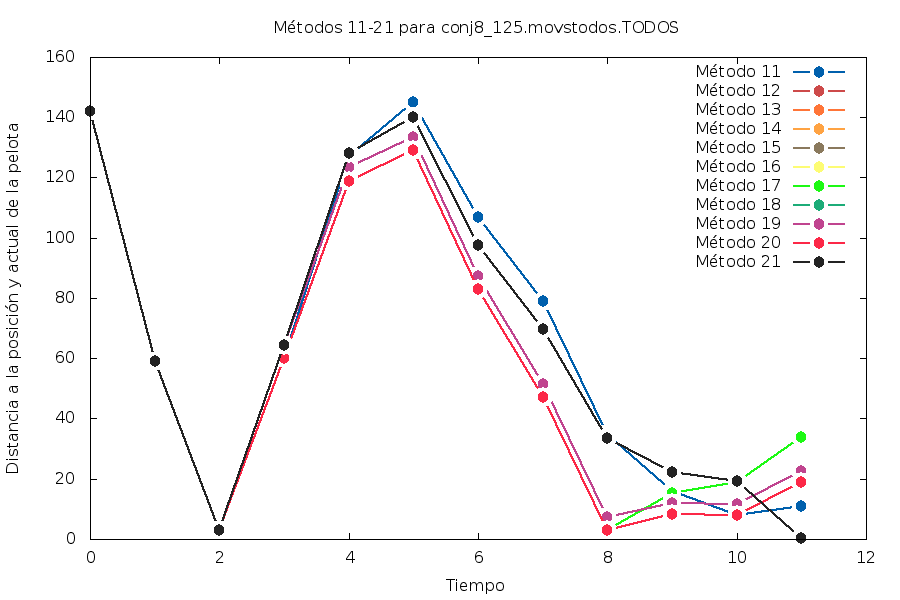 Métodos 11-21 para conj8_125.movstodos.TODOS
160
140
120
100
80
60
40
20
0
Distancia a la posición y actual de la pelota
Método 11
Método 12
Método 13
Método 14
Método 15
Método 16
Método 17
Método 18
Método 19
Método 20
Método 21
0 2 4 6 8 10 12
Tiempo